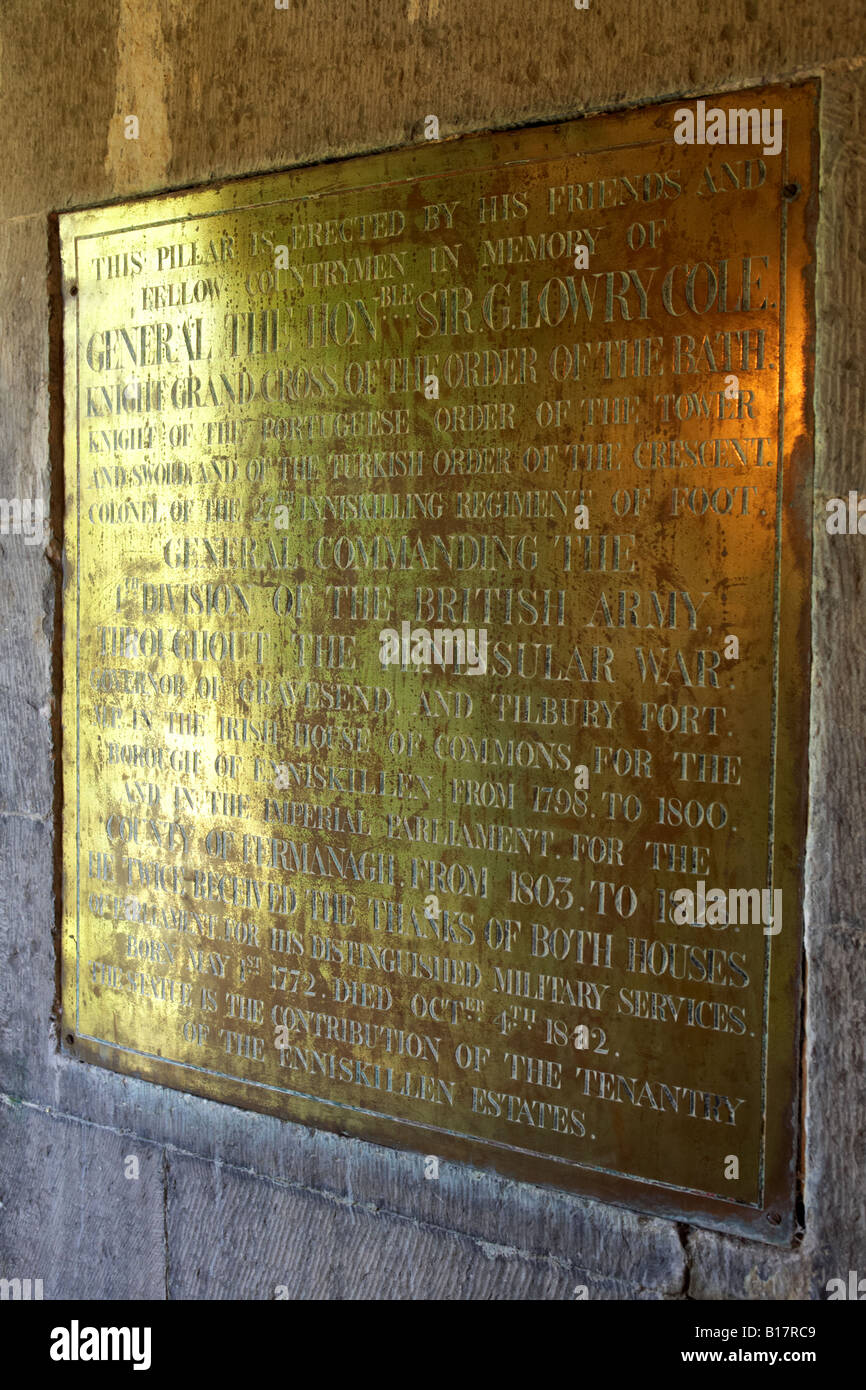 THIS PILLAR IS ERECTED BY HIS FRIENDS AND
FELLOW COUNTRYMEN IN MEMORY OF
GENERAL THE HON.BLE SIR. G. LOWRY COLE.
KNIGHT GRAND CROSS OF THE ORDER OF THE BATH.
KNIGHT OF THE PORTUGUESE ORDER OF THE TOWER
AND SWORD, AND OF THE TURKISH ORDER OF THE CRESCENT.
COLONEL OF THE 27TH INNISKILLING REGIMENT OF FOOT.
GENERAL COMMANDING THE
4TH DIVISION OF THE BRITISH ARMY,
THROUGHOUT THE PENINSULAR WAR.
GOVERNOR OF GRAVESEND, AND TILBURY FORT.
M.P. IN THE IRISH HOUSE OF COMMONS, FOR THE
BOROUGH OF ENNISKILLEN FROM 1798. TO 1800.
AND IN THE IMPERIAL PARLIAMENT. FOR THE
COUNTY OF FERMANAGH. FROM 1803. TO 1823.
HE TWICE RECEIVED THE THANKS OF BOTH HOUSES
OF PARLIAMENT FOR HIS DISTINGUISHED MILITARY SERVICES.
BORN MAY 1ST 1772. DIED OCT.ER 4TH 1842.
THE STATUE IS THE CONTRIBUTION OF THE TENANTRY
OF THE ENNISKILLEN ESTATES.
alamy
alamy
Image ID: B17RC9
www.alamy.com